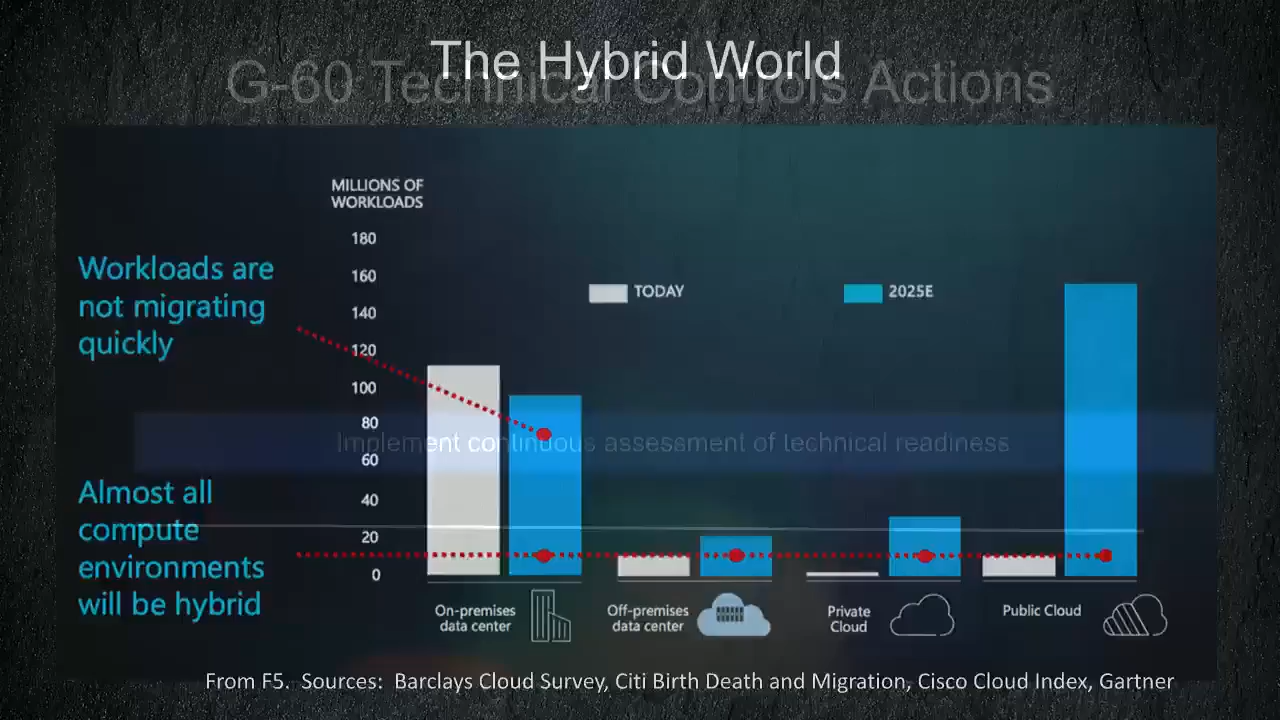 The Hybrid World
G-60 Technical Controls Actions
MILLIONS OF
WORKLOADS
180
160
140
120
100
80
60
40
20
0
TODAY
2025E
Workloads are
not migrating
quickly
Implement continuous assessment of technical readiness
Almost all
compute
environments
will be hybrid
On-premises
data center
Off-premises
data center
Private
Cloud
Public Cloud
From F5. Sources: Barclays Cloud Survey, Citi Birth Death and Migration, Cisco Cloud Index, Gartner